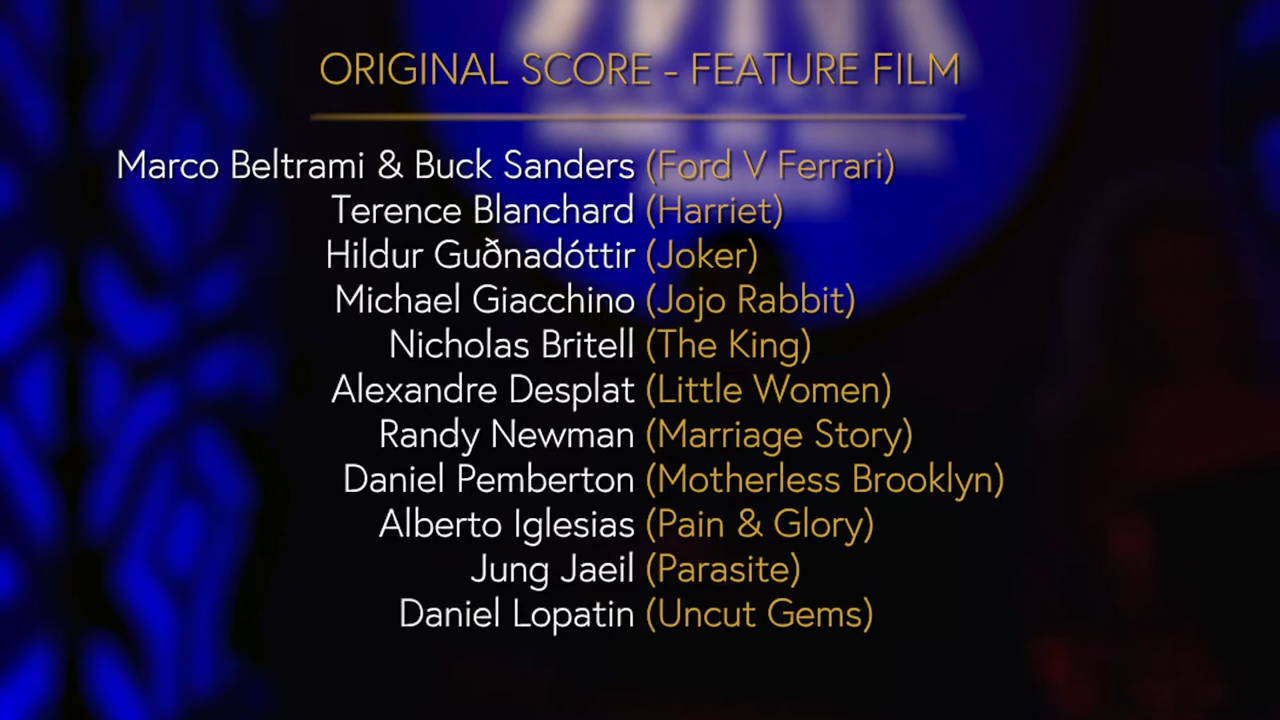 ORIGINAL SCORE - FEATURE FILM
Marco Beltrami & Buck Sanders (Ford V Ferrari)
Terence Blanchard (Harriet)
Hildur Guðnadóttir (Joker)
Michael Giacchino (Jojo Rabbit)
Nicholas Britell (The King)
Alexandre Desplat (Little Women)
Randy Newman (Marriage Story)
Daniel Pemberton (Motherless Brooklyn)
Alberto Iglesias (Pain & Glory)
Jung Jaeil (Parasite)
Daniel Lopatin (Uncut Gems)